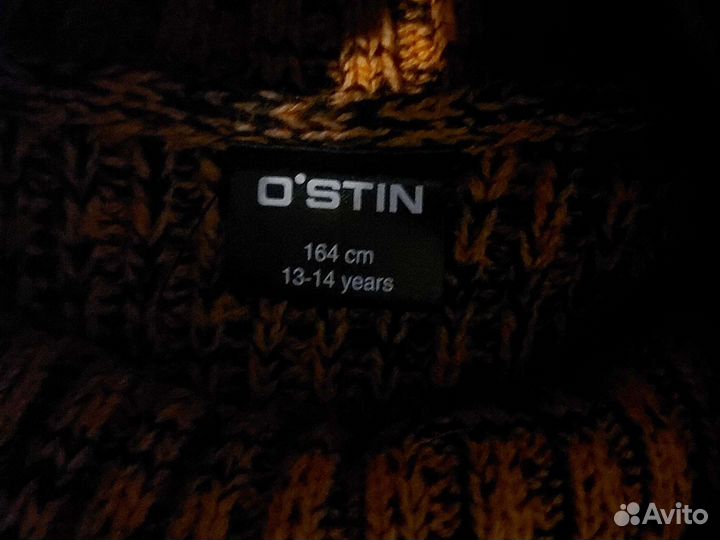 O'STIN
164 cm
13-14 years
Avito